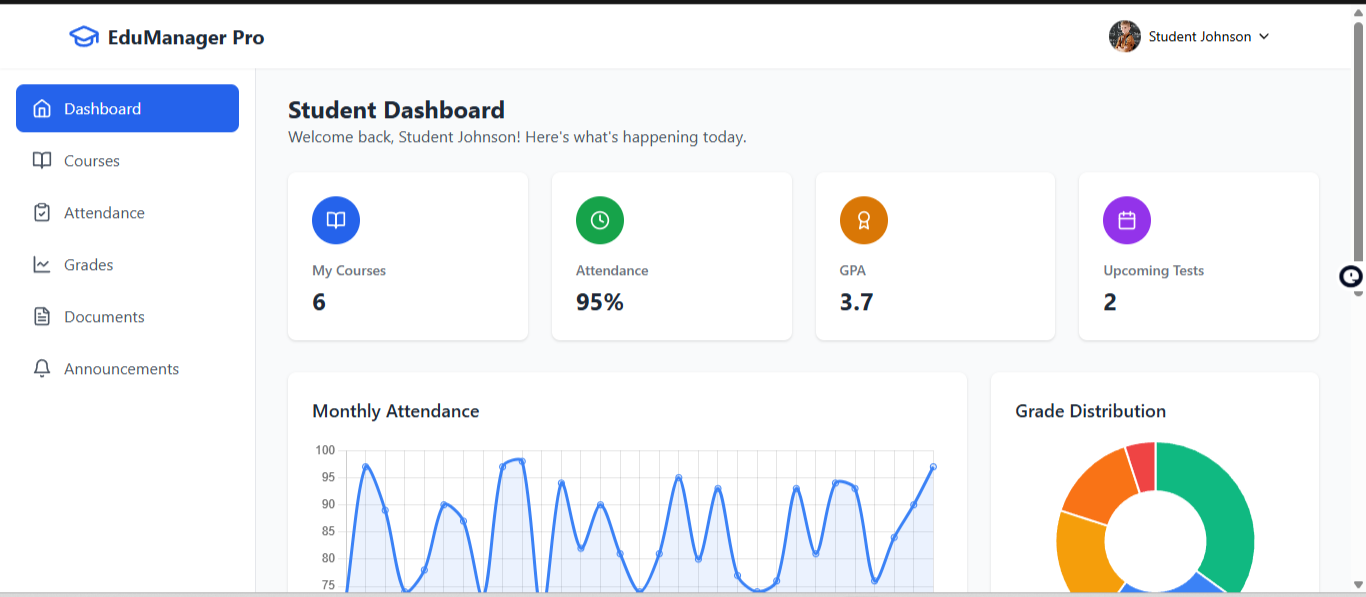 EduManager Pro
Student Johnson
Dashboard
Courses
Attendance
Grades
Documents
Announcements
Student Dashboard
Welcome back, Student Johnson! Here's what's happening today.
My Courses
6
Attendance
95%
GPA
3.7
Upcoming Tests
2
Monthly Attendance
100
95
90
85
80
75
Grade Distribution